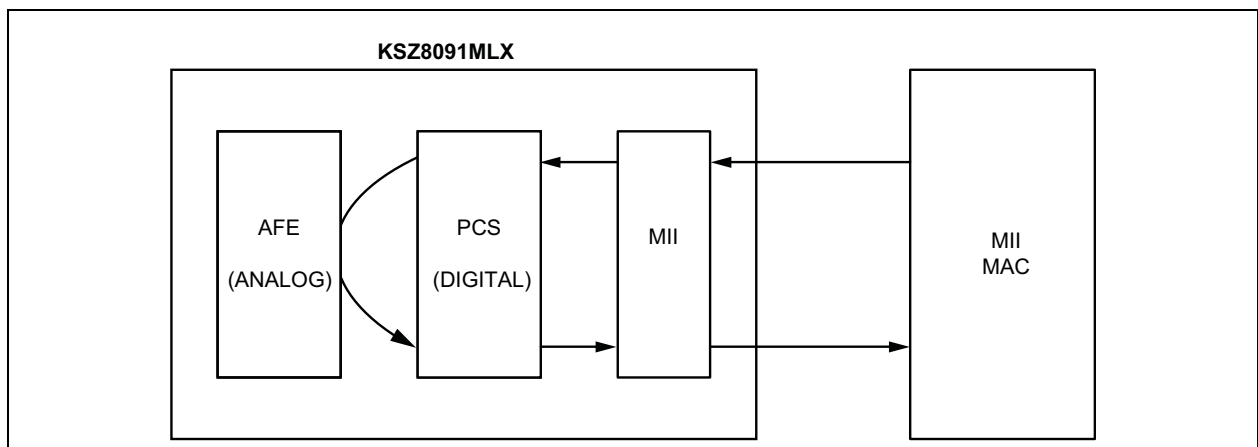 KSZ8091MLX
AFE
(ANALOG)
PCS
(DIGITAL)
MII
MII
MAC